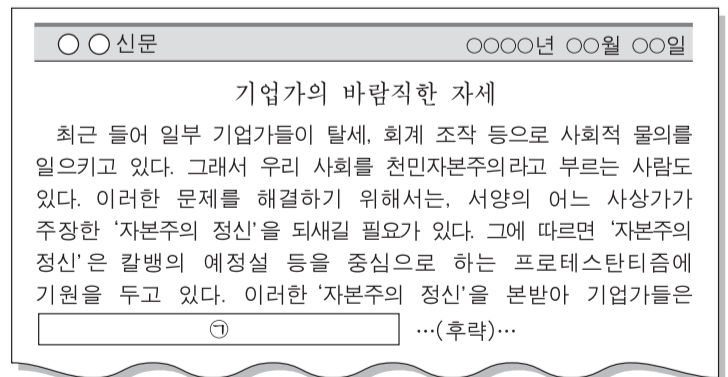 ○○신문 ○○○○년 ○○월 ○○일
기업가의 바람직한 자세
최근 들어 일부 기업가들이 탈세, 회계 조작 등으로 사회적 물의를
일으키고 있다. 그래서 우리 사회를 천민자본주의라고 부르는 사람도
있다. 이러한 문제를 해결하기 위해서는, 서양의 어느 사상가가
주장한 ‘자본주의 정신’을 되새길 필요가 있다. 그에 따르면 ‘자본주의
정신’은 칼뱅의 예정설 등을 중심으로 하는 프로테스탄티즘에
기원을 두고 있다. 이러한 ‘자본주의 정신’을 본받아 기업가들은
㉠ …(후략)…